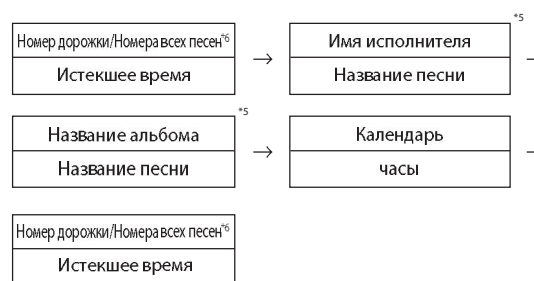 Номер дорожки/Номера всех песен*6 → Имя исполнителя *5 →
Истекшее время Название песни
Название альбома *5 → Календарь →
Название песни часы
Номер дорожки/Номера всех песен*6
Истекшее время